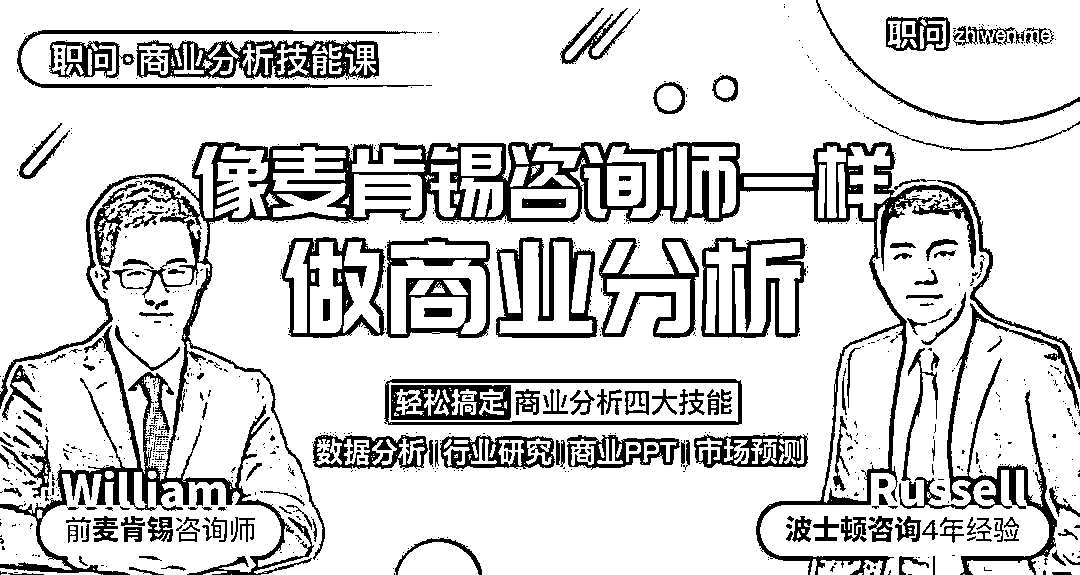 职问·商业分析技能课
职问 zhiwen.me
像麦肯锡咨询师一样
做商业分析
轻松搞定 商业分析四大技能
数据分析 | 行业研究 | 商业PPT | 市场预测
William
前麦肯锡咨询师
Russell
波士顿咨询4年经验